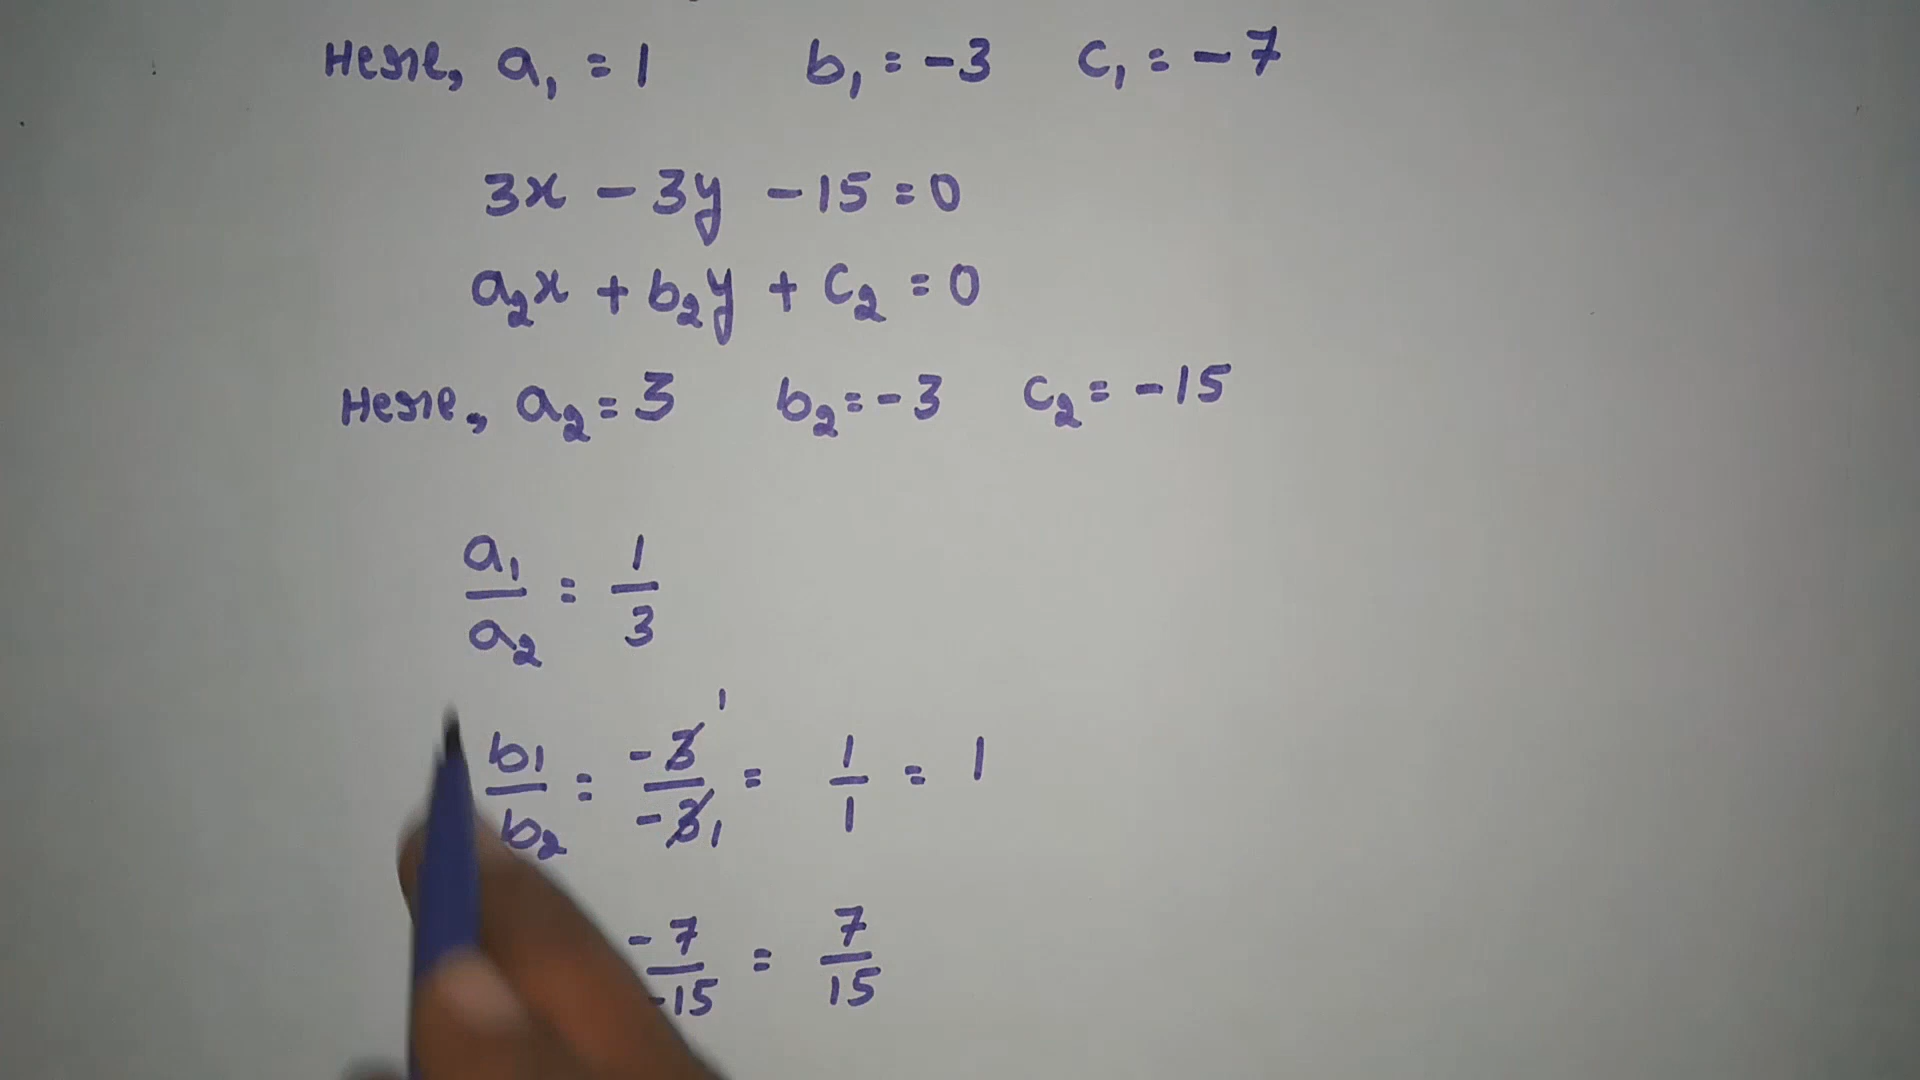 Here, a₁ = 1 b₁ = -3 c₁ = -7
3x - 3y - 15 = 0
a₂x + b₂y + c₂ = 0
Here, a₂ = 3 b₂ = -3 c₂ = -15
a₁/a₂ = 1/3
b₁/b₂ = -3/-3 = 1/1 = 1
-7/-15 = 7/15